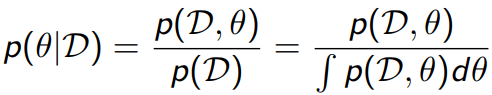 p(θ|𝒟) = p(𝒟, θ) / p(𝒟) = p(𝒟, θ) / ∫ p(𝒟, θ)dθ